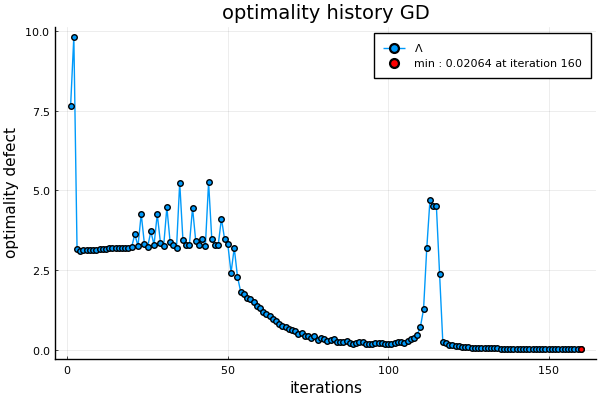 optimality history GD
Λ
min : 0.02064 at iteration 160
optimality defect
10.0
7.5
5.0
2.5
0.0
0
50
100
150
iterations